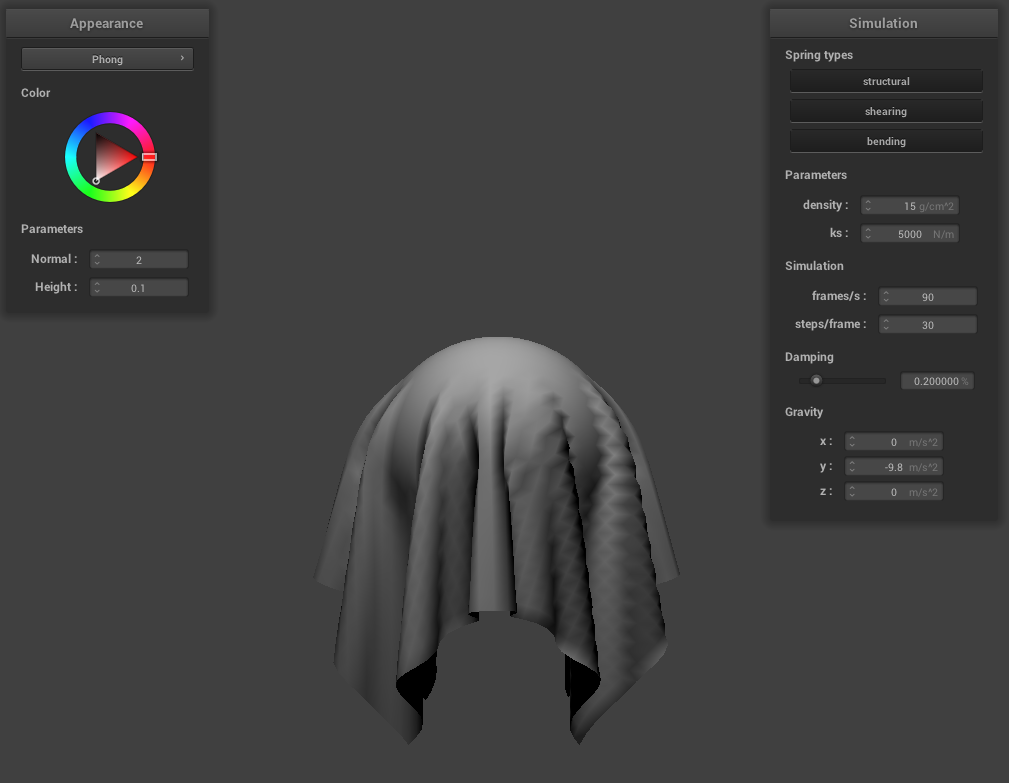 Appearance
Phong
Color
Parameters
Normal : 2
Height : 0.1
Simulation
Spring types
structural
shearing
bending
Parameters
density : 15 g/cm^2
ks : 5000 N/m
Simulation
frames/s : 90
steps/frame : 30
Damping
0.200000 %
Gravity
x : 0 m/s^2
y : -9.8 m/s^2
z : 0 m/s^2